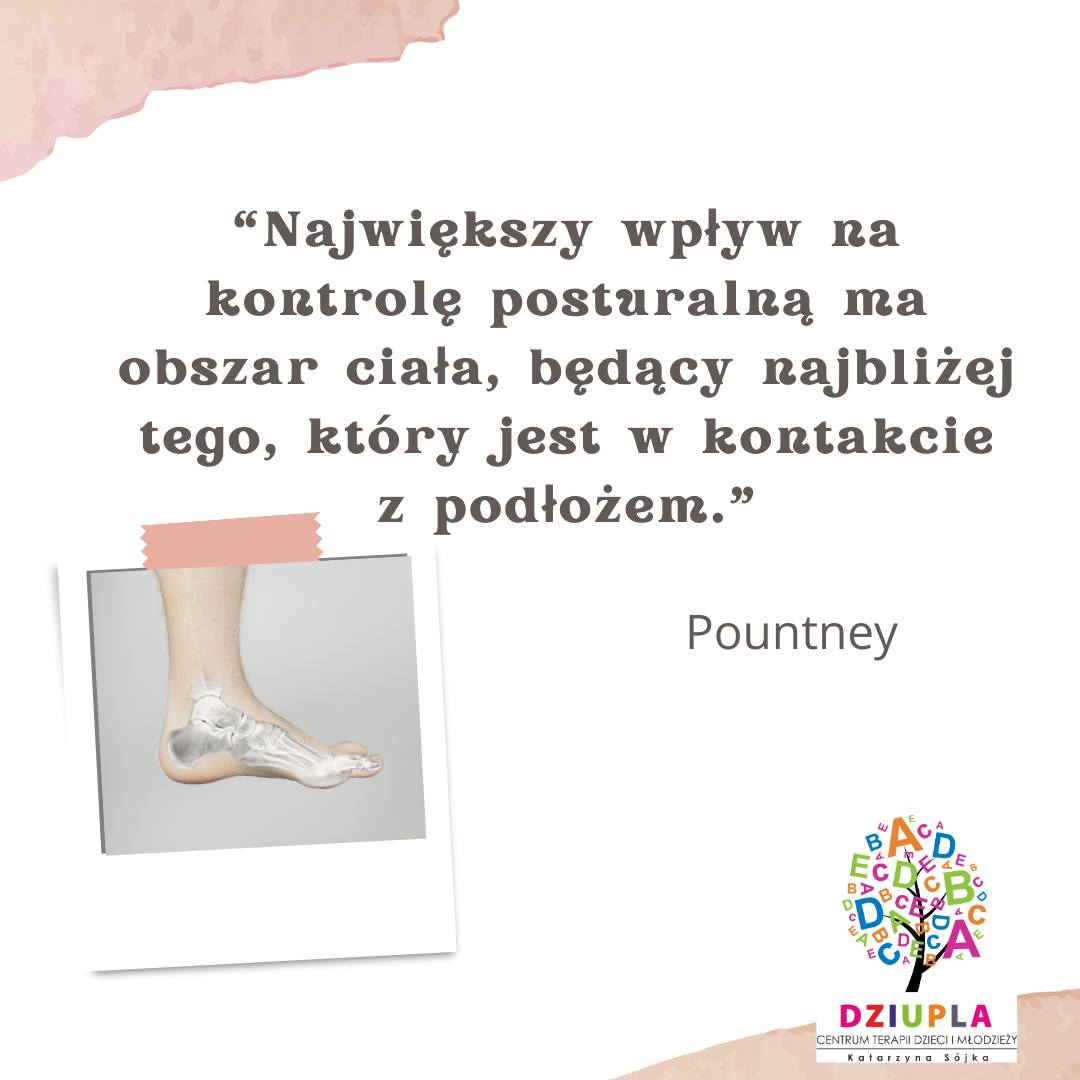 “Największy wpływ na
kontrolę posturalną ma
obszar ciała, będący najbliżej
tego, który jest w kontakcie
z podłożem.”
Pountney
DZIUPLA
CENTRUM TERAPII DZIECI I MŁODZIEŻY
Katarzyna Sójka